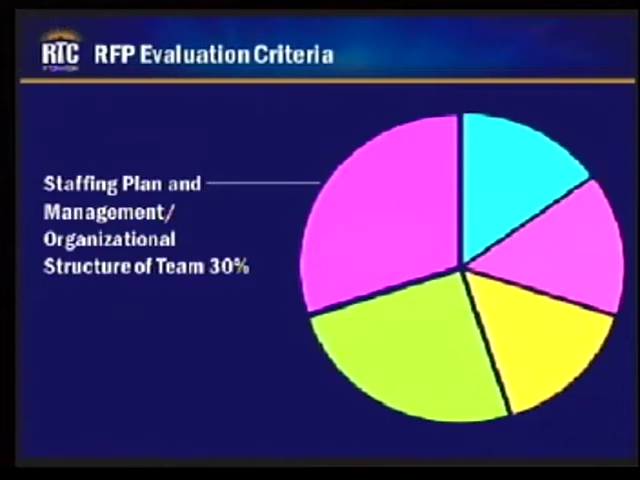 RTC
RFP Evaluation Criteria
Staffing Plan and
Management/
Organizational
Structure of Team 30%